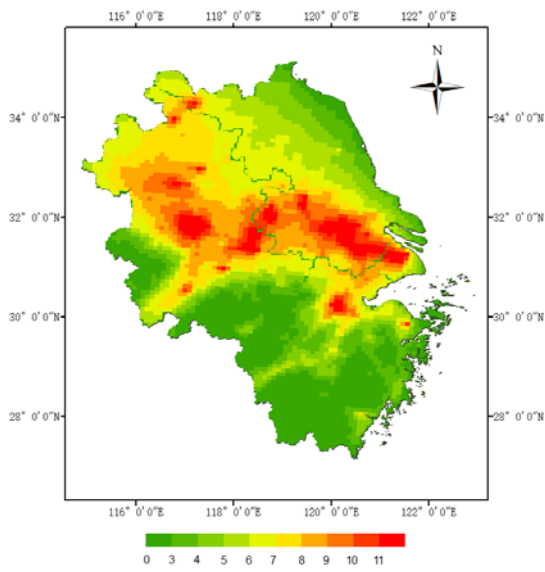 116° 0′0″E 118° 0′0″E 120° 0′0″E 122° 0′0″E
N
34° 0′0″N 34° 0′0″N
32° 0′0″N 32° 0′0″N
30° 0′0″N 30° 0′0″N
28° 0′0″N 28° 0′0″N
116° 0′0″E 118° 0′0″E 120° 0′0″E 122° 0′0″E
0 3 4 5 6 7 8 9 10 11